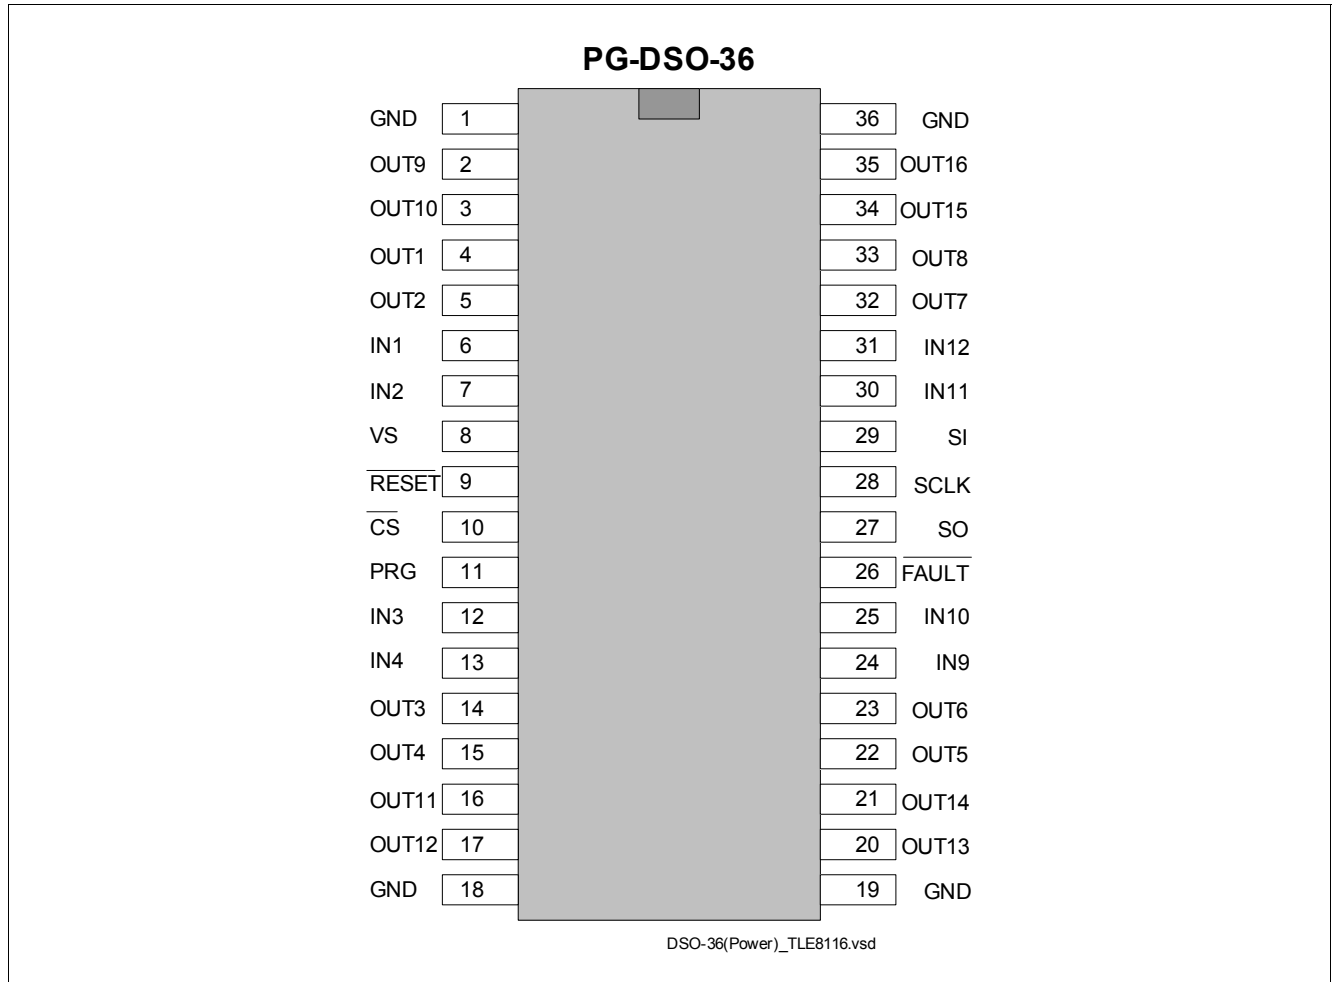 PG-DSO-36
GND 1 36 GND
OUT9 2 35 OUT16
OUT10 3 34 OUT15
OUT1 4 33 OUT8
OUT2 5 32 OUT7
IN1 6 31 IN12
IN2 7 30 IN11
VS 8 29 SI
RESET 9 28 SCLK
CS 10 27 SO
PRG 11 26 FAULT
IN3 12 25 IN10
IN4 13 24 IN9
OUT3 14 23 OUT6
OUT4 15 22 OUT5
OUT11 16 21 OUT14
OUT12 17 20 OUT13
GND 18 19 GND
DSO-36(Power)_TLE8116.vsd